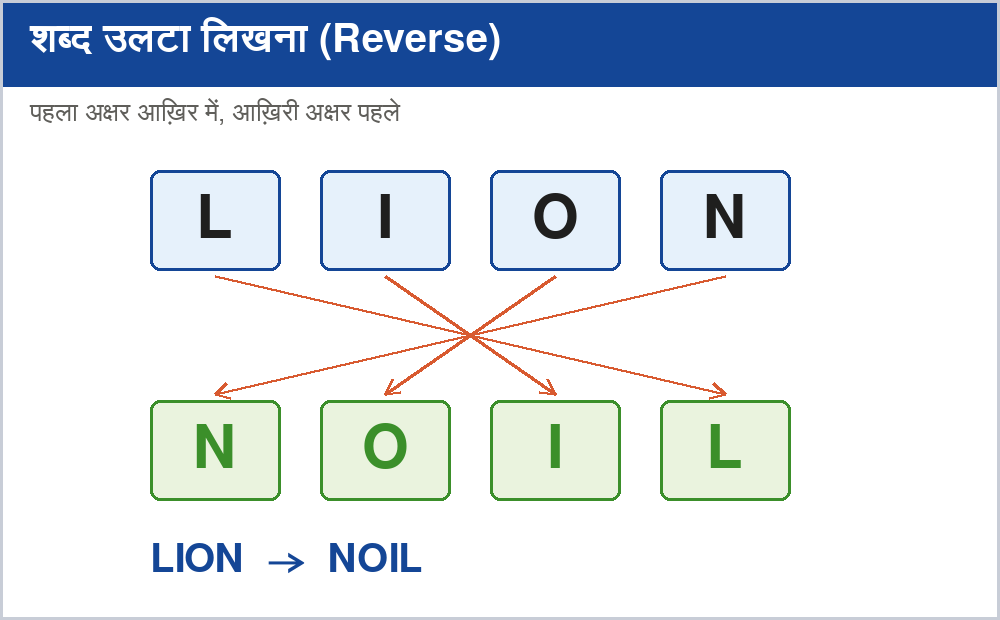 शब्द उलटा लिखना (Reverse)
पहला अक्षर आख़िर में, आख़िरी अक्षर पहले
L I O N
N O I L
LION → NOIL